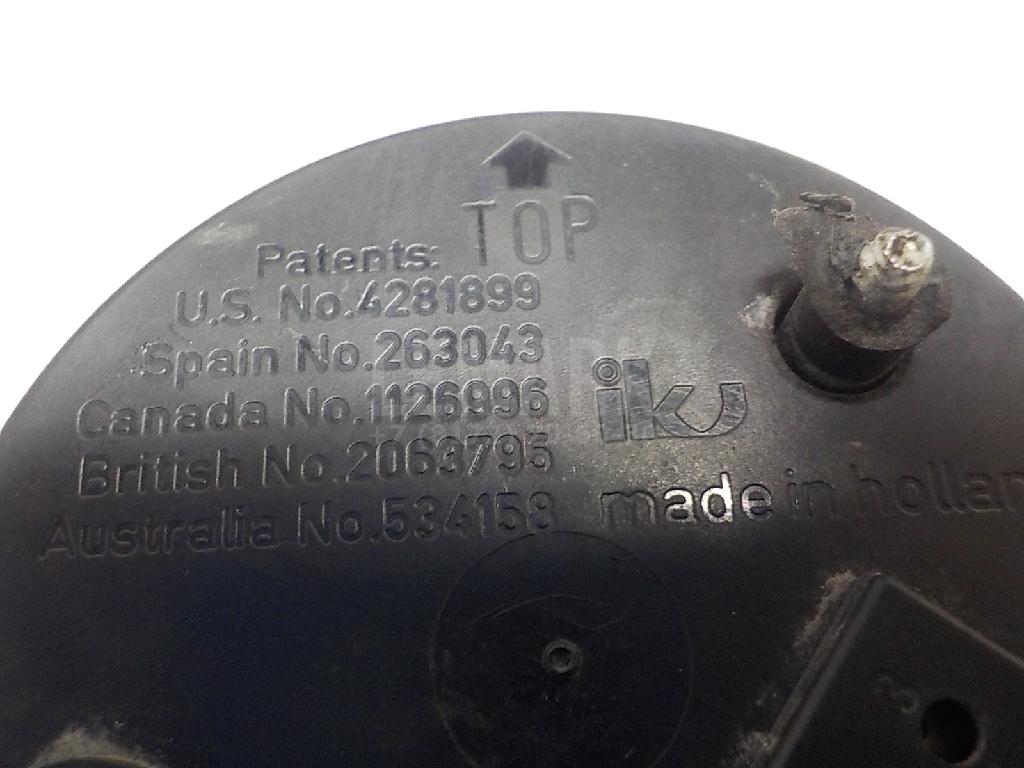 TOP
Patents:
U.S. No.4281899
Spain No.263043
Canada No.1126996
British No.2063795
Australia No.534158
iku
made in hollan
3